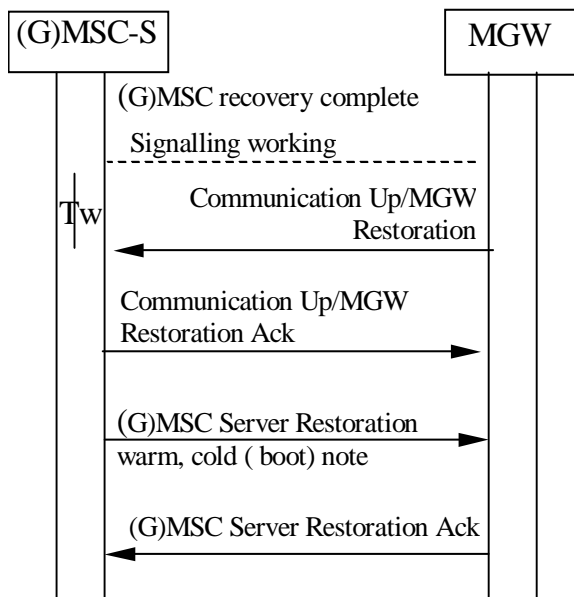 (G)MSC-S
MGW
(G)MSC recovery complete
Signalling working
Tw
Communication Up/MGW
Restoration
Communication Up/MGW
Restoration Ack
(G)MSC Server Restoration
warm, cold ( boot) note
(G)MSC Server Restoration Ack